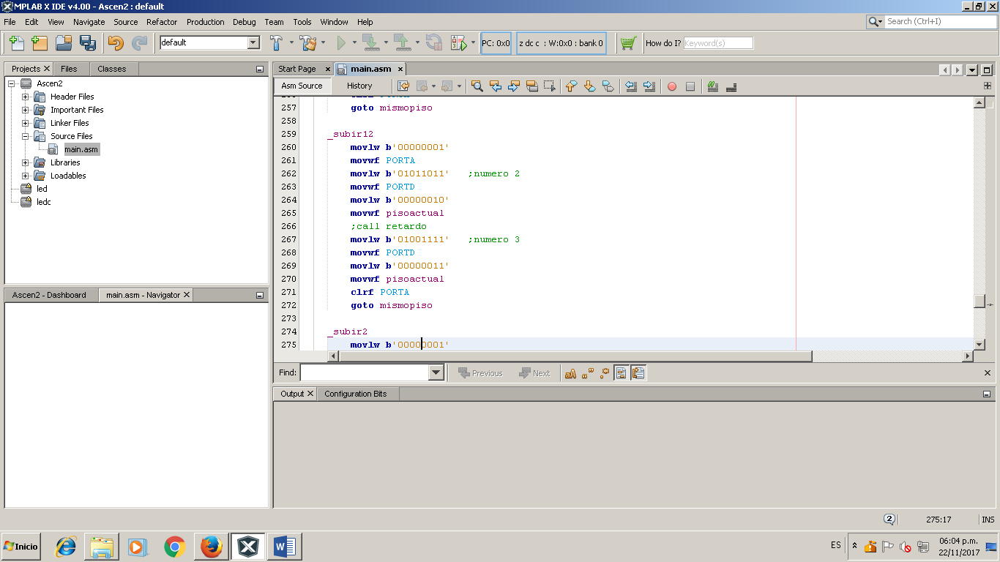 MPLAB X IDE v4.00 - Ascen2 : default
File Edit View Navigate Source Refactor Production Debug Team Tools Window Help
Search (Ctrl+I)
default
PC: 0x0
z dc c : W:0x0 : bank 0
How do I? Keyword(s)
Projects Files Classes
Ascen2
Header Files
Important Files
Linker Files
Source Files
main.asm
Libraries
Loadables
led
ledc
Ascen2 - Dashboard main.asm - Navigator
Start Page main.asm
Asm Source History
257 goto mismopiso
258
259 _subir12
260 movlw b'00000001'
261 movwf PORTA
262 movlw b'01011011' ;numero 2
263 movwf PORTD
264 movlw b'00000010'
265 movwf pisoactual
266 ;call retardo
267 movlw b'01001111' ;numero 3
268 movwf PORTD
269 movlw b'00000011'
270 movwf pisoactual
271 clrf PORTA
272 goto mismopiso
273
274 _subir2
275 movlw b'00000001'
Find: Previous Next
Output Configuration Bits
2 275:17 INS
Inicio
ES
06:04 p.m.
22/11/2017